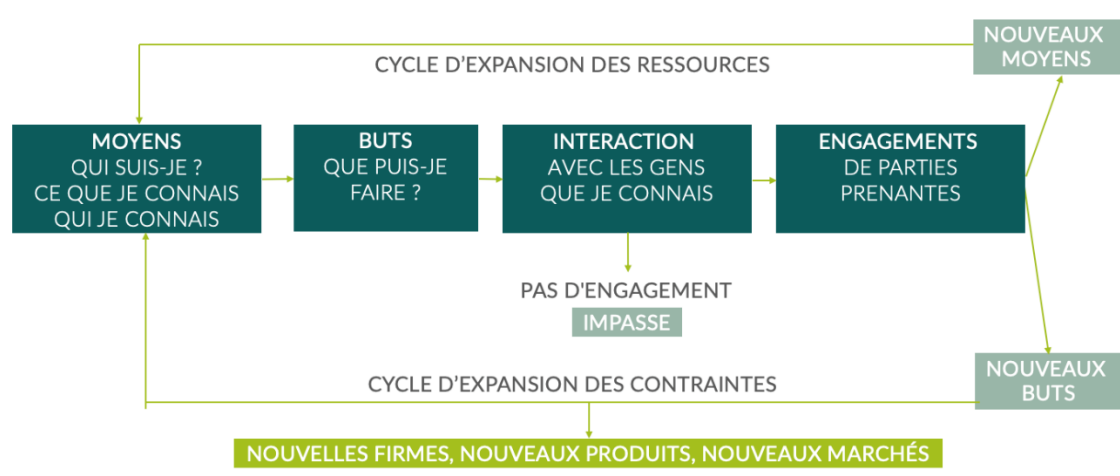 NOUVEAUX
MOYENS
CYCLE D'EXPANSION DES RESSOURCES
MOYENS
QUI SUIS-JE ?
CE QUE JE CONNAIS
QUI JE CONNAIS
BUTS
QUE PUIS-JE
FAIRE ?
INTERACTION
AVEC LES GENS
QUE JE CONNAIS
ENGAGEMENTS
DE PARTIES
PRENANTES
PAS D'ENGAGEMENT
IMPASSE
NOUVEAUX
BUTS
CYCLE D'EXPANSION DES CONTRAINTES
NOUVELLES FIRMES, NOUVEAUX PRODUITS, NOUVEAUX MARCHÉS